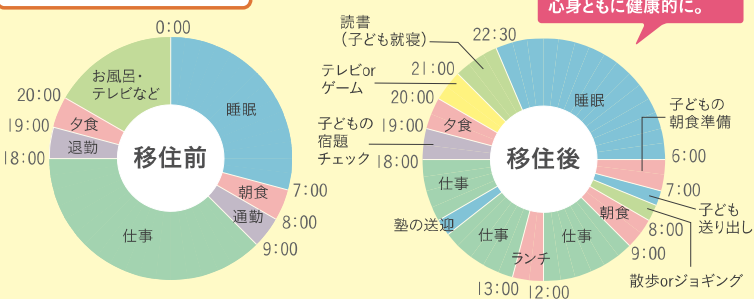 心身ともに健康的に。
0:00
お風呂・
テレビなど
睡眠
20:00
夕食
19:00
退勤
18:00
移住前
朝食
7:00
通勤
8:00
9:00
仕事
読書
（子ども就寝）
22:30
テレビor
ゲーム
21:00
20:00
睡眠
子どもの
朝食準備
夕食
19:00
子どもの
宿題
チェック
18:00
移住後
6:00
7:00
仕事
子ども
送り出し
塾の送迎
朝食
8:00
9:00
仕事
仕事
散歩orジョギング
ランチ
13:00
12:00